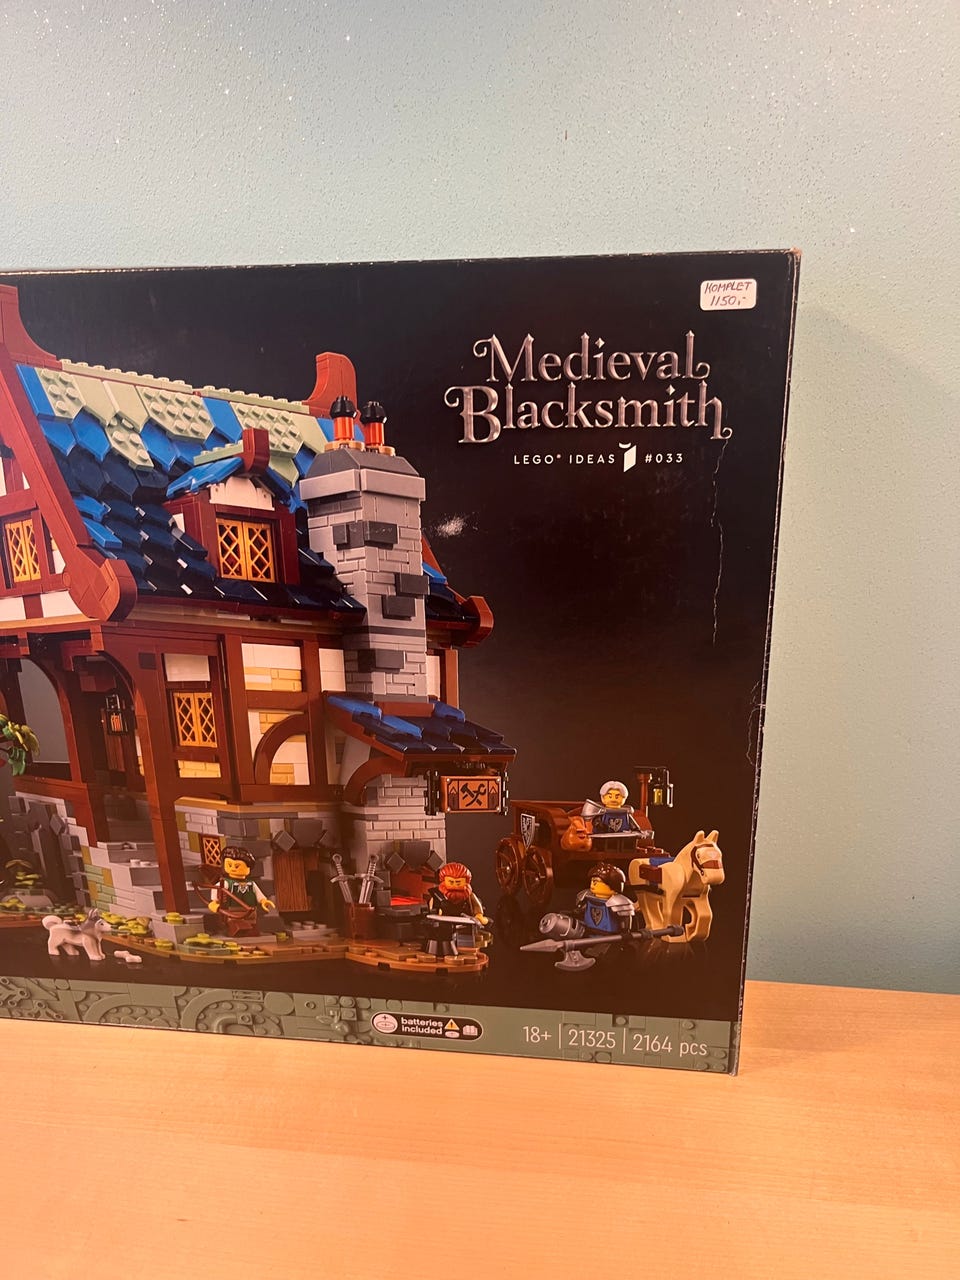 KOMPLET
1150,-
Medieval
Blacksmith
LEGO® IDEAS #033
batteries
included
18+ | 21325 | 2164 pcs